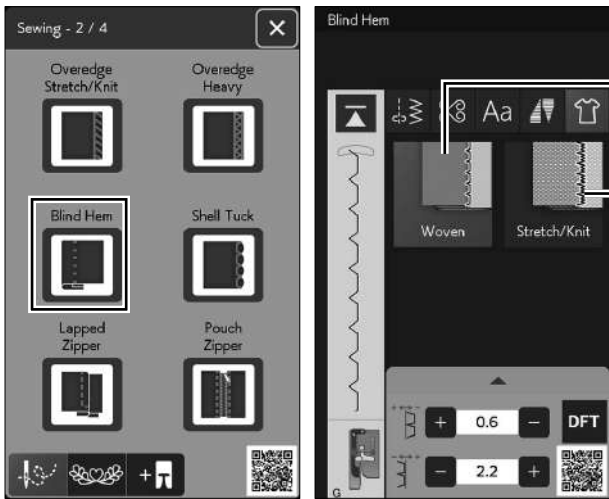 Sewing - 2 / 4
Overedge
Stretch/Knit
Overedge
Heavy
Blind Hem
Shell Tuck
Lapped
Zipper
Pouch
Zipper
Blind Hem
Aa
Woven
Stretch/Knit
+
0.6
-
DFT
-
2.2
+
G